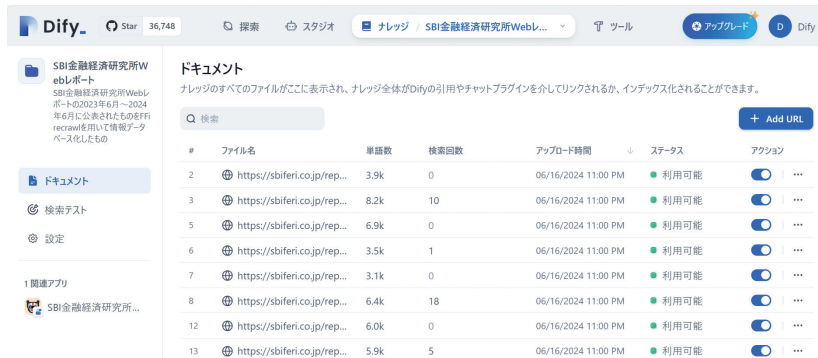 Dify_ Star 36,748 探索 スタジオ ナレッジ / SBI金融経済研究所Webレ... ツール アップグレード D Dify
SBI金融経済研究所W
ebレポート
SBI金融経済研究所Webレ
ポートの2023年6月～2024
年6月に公表されたものをFFi
recrawlを用いて情報データ
ベース化したもの
ドキュメント
検索テスト
設定
1 関連アプリ
SBI金融経済研究所...
ドキュメント
ナレッジのすべてのファイルがここに表示され、ナレッジ全体がDifyの引用やチャットプラグインを介してリンクされるか、インデックス化されることができます。
検索
+ Add URL
# ファイル名 単語数 検索回数 アップロード時間 ↓ ステータス アクション
2 https://sbiferi.co.jp/rep... 3.9k 0 06/16/2024 11:00 PM 利用可能 ...
3 https://sbiferi.co.jp/rep... 8.2k 10 06/16/2024 11:00 PM 利用可能 ...
5 https://sbiferi.co.jp/rep... 6.9k 0 06/16/2024 11:00 PM 利用可能 ...
6 https://sbiferi.co.jp/rep... 3.5k 1 06/16/2024 11:00 PM 利用可能 ...
7 https://sbiferi.co.jp/rep... 3.1k 0 06/16/2024 11:00 PM 利用可能 ...
8 https://sbiferi.co.jp/rep... 6.4k 18 06/16/2024 11:00 PM 利用可能 ...
12 https://sbiferi.co.jp/rep... 6.0k 0 06/16/2024 11:00 PM 利用可能 ...
13 https://sbiferi.co.jp/rep... 5.9k 5 06/16/2024 11:00 PM 利用可能 ...